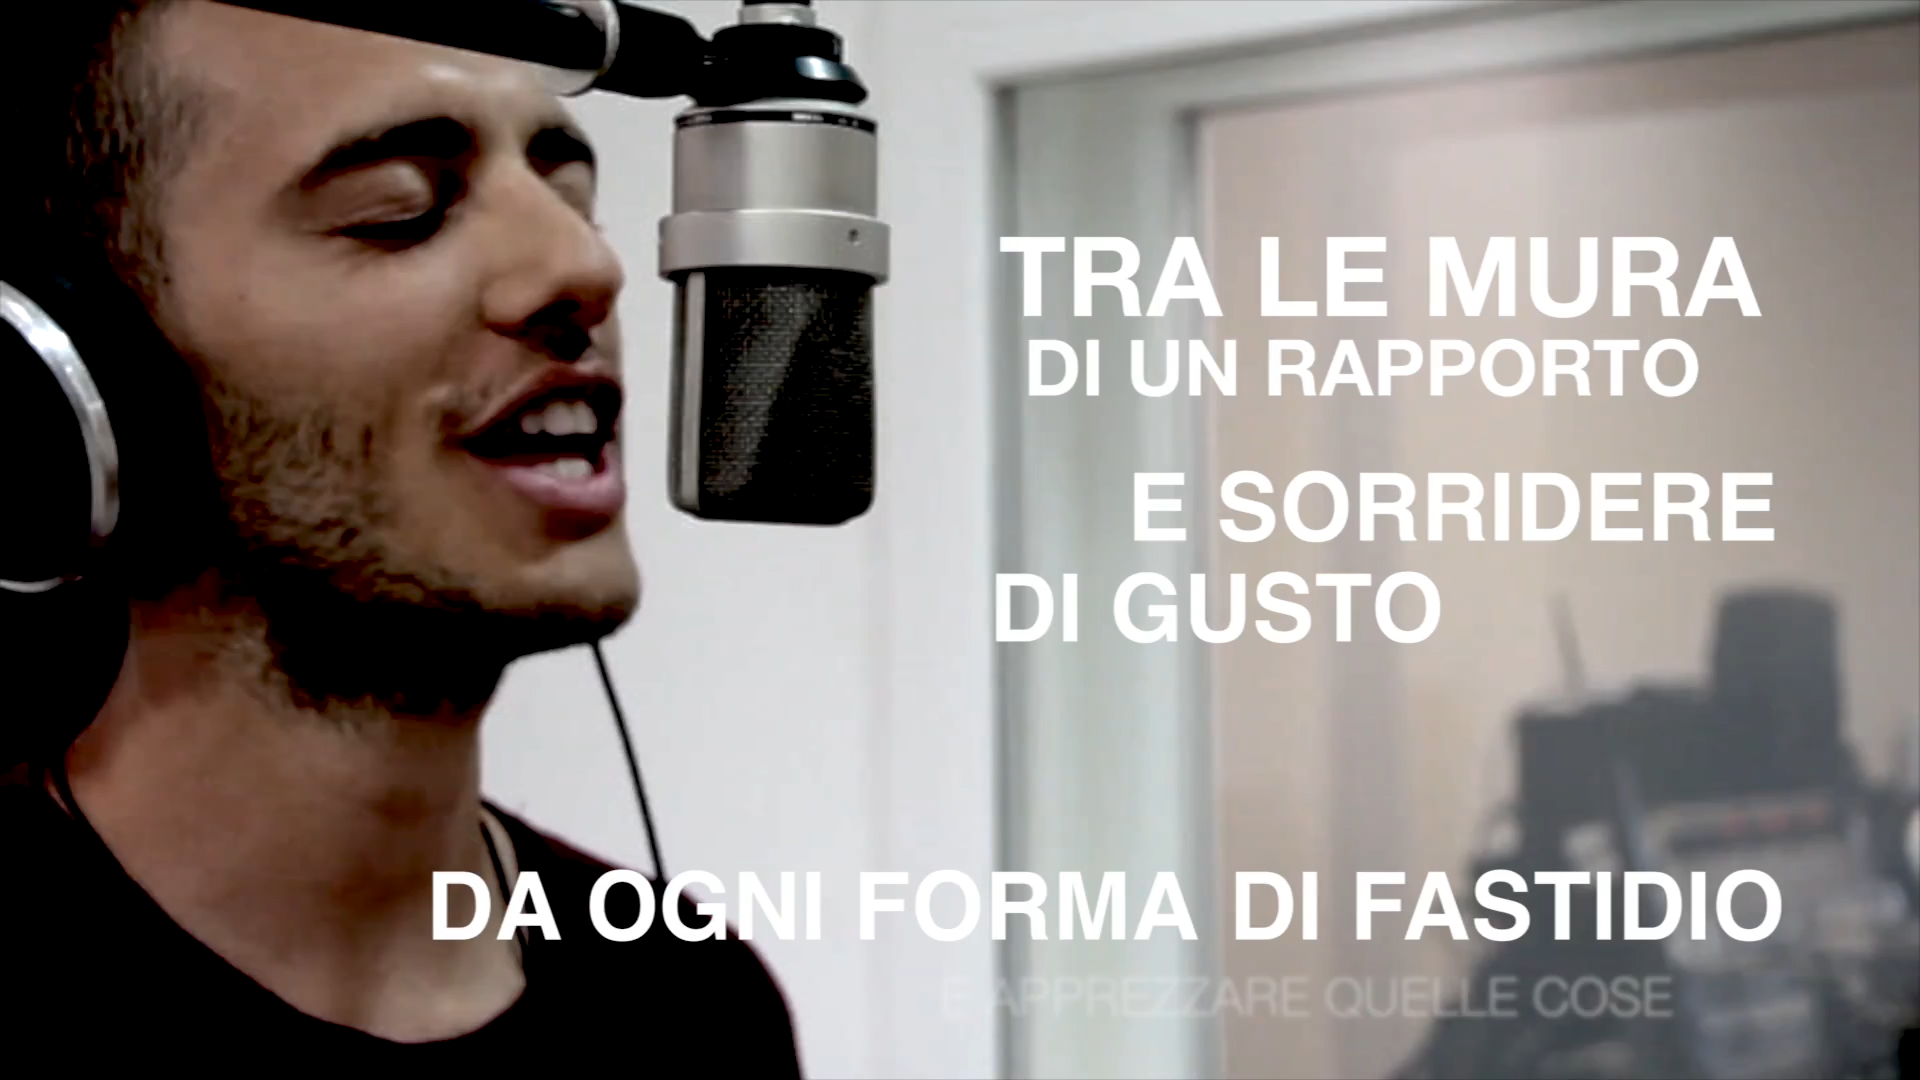 TRA LE MURA
DI UN RAPPORTO
E SORRIDERE
DI GUSTO
DA OGNI FORMA DI FASTIDIO
E APPREZZARE QUELLE COSE